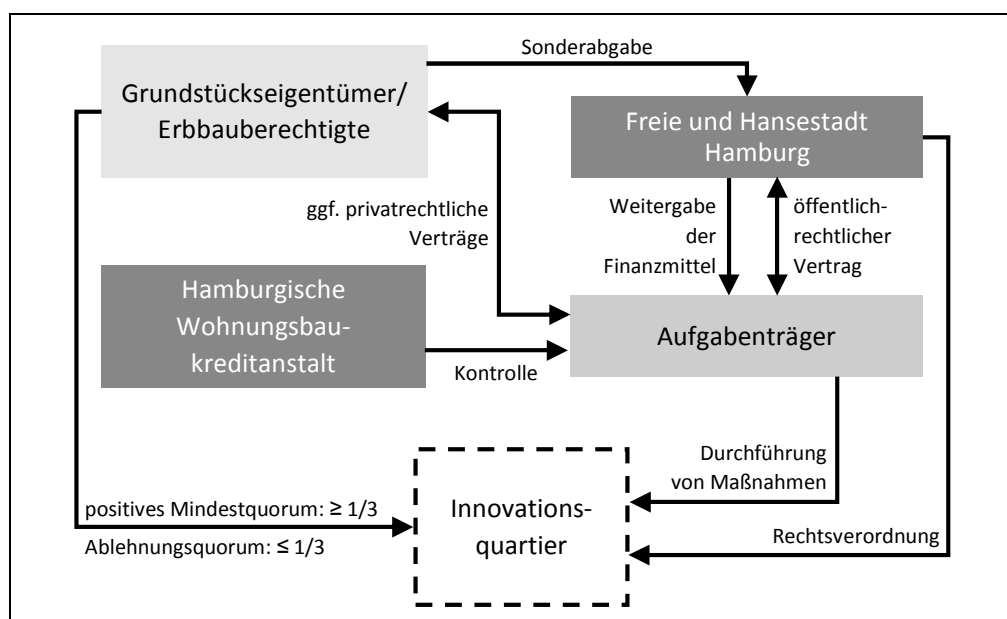 Sonderabgabe
Grundstückseigentümer/
Erbbauberechtigte
Freie und Hansestadt
Hamburg
ggf. privatrechtliche
Verträge
Weitergabe
der
Finanzmittel
öffentlich-
rechtlicher
Vertrag
Hamburgische
Wohnungsbau-
kreditanstalt
Aufgabenträger
Kontrolle
Durchführung
von Maßnahmen
positives Mindestquorum: ≥ 1/3
Ablehnungsquorum: ≤ 1/3
Innovations-
quartier
Rechtsverordnung